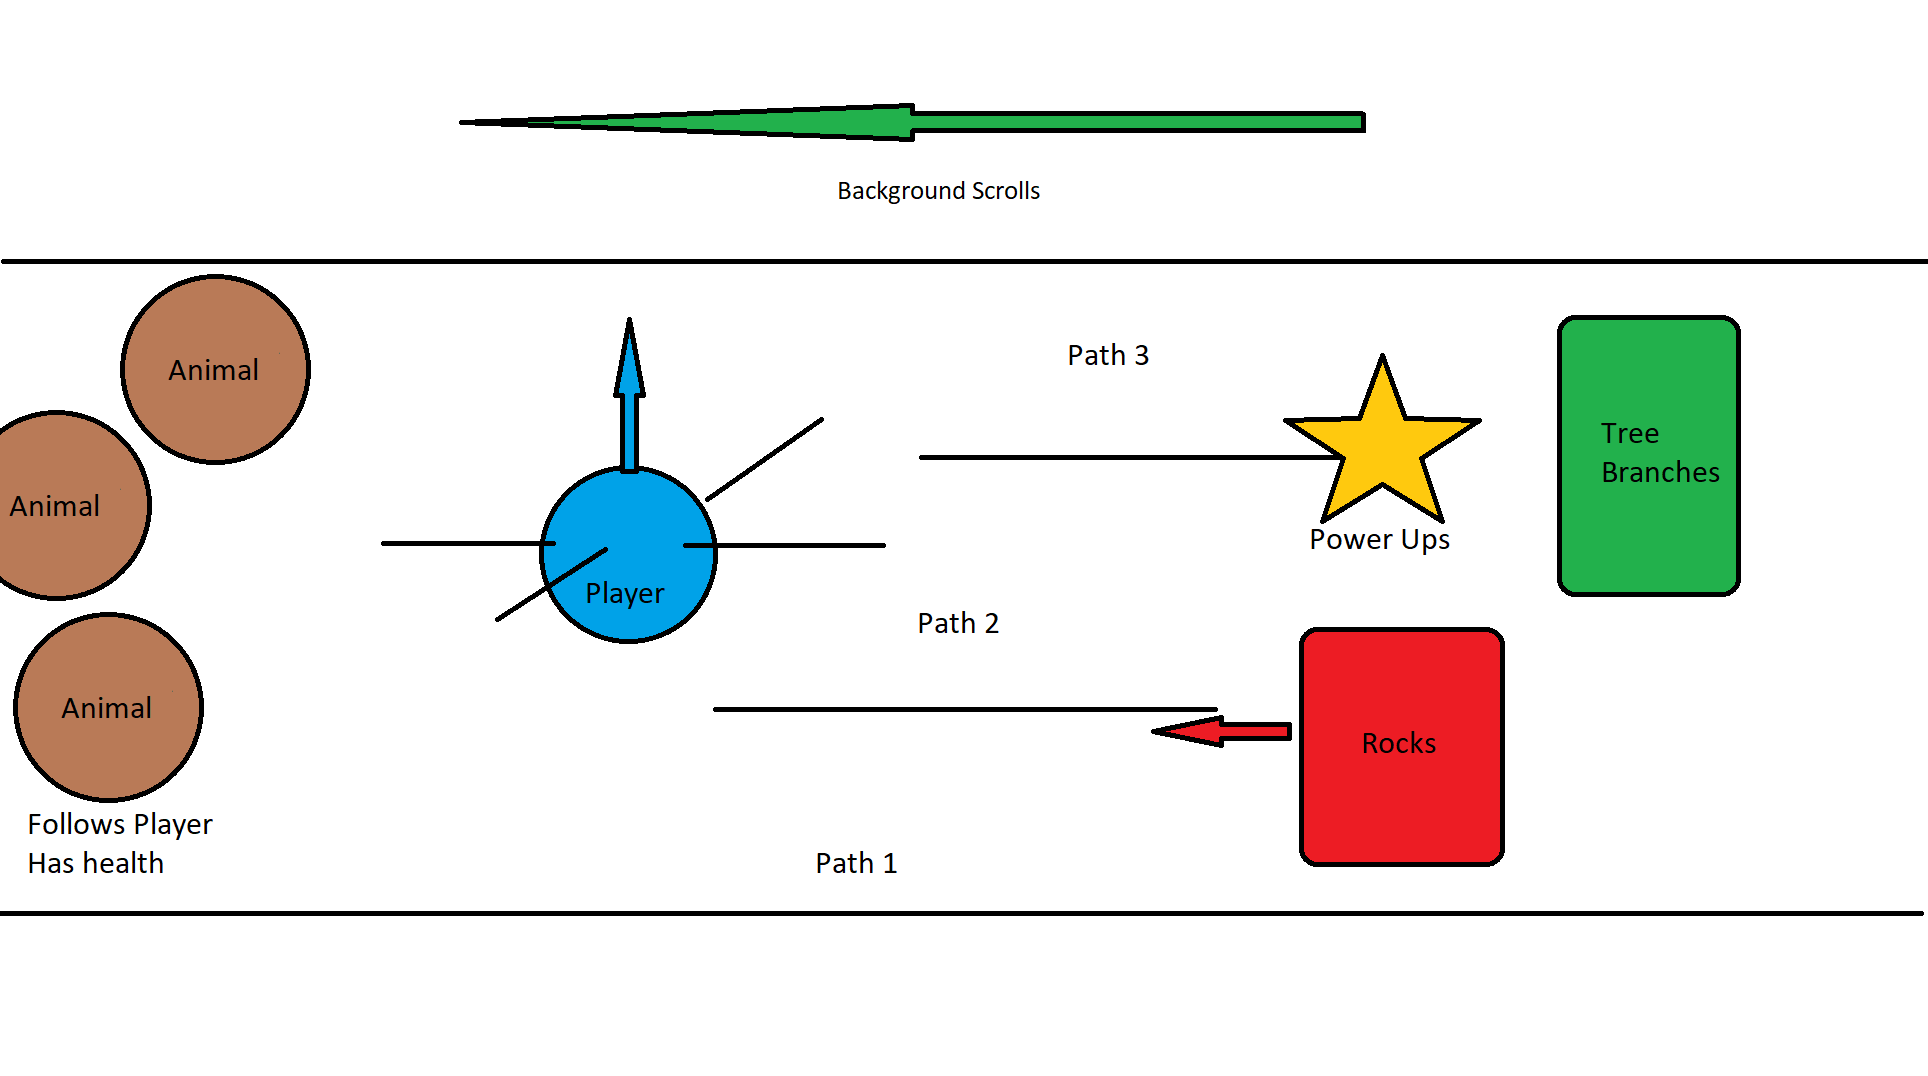 Background Scrolls
Animal
Path 3
Tree
Branches
Animal
Power Ups
Player
Path 2
Animal
Rocks
Follows Player
Has health
Path 1